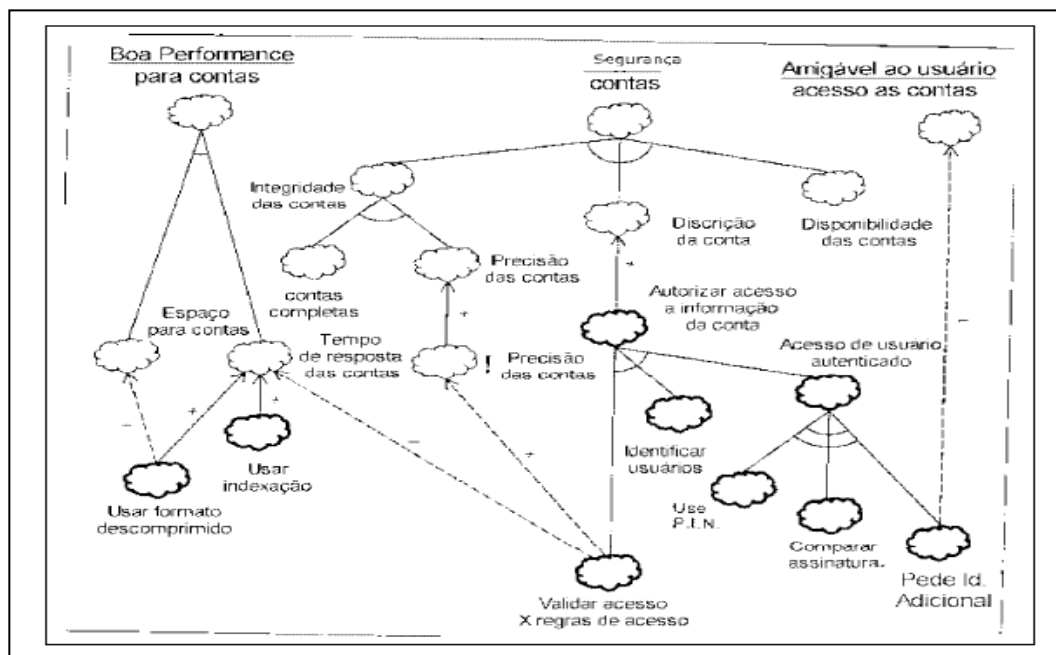 Boa Performance
para contas
Segurança
contas
Amigável ao usuário
acesso as contas
Integridade
das contas
Discrição
da conta
Disponibilidade
das contas
contas
completas
Precisão
das contas
+
Autorizar acesso
a informação
da conta
Espaço
para contas
Tempo
de resposta
das contas
+
! Precisão
das contas
Acesso de usuário
autenticado
–
–
+
+
Usar
indexação
Usar formato
descomprimido
–
+
Identificar
usuários
Use
P.I.N.
Comparar
assinatura.
Pede Id.
Adicional
Validar acesso
X regras de acesso